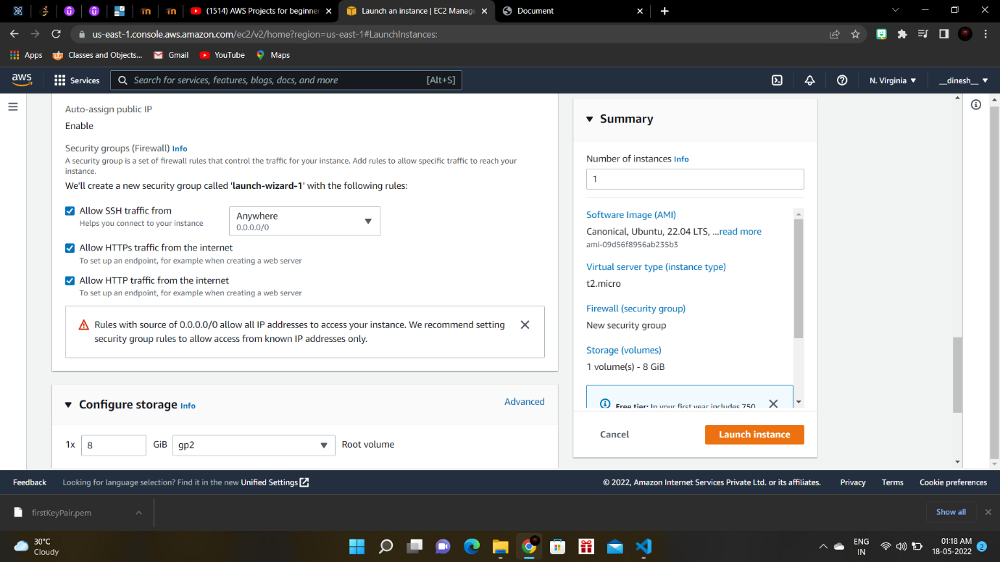 (1514) AWS Projects for beginner
Launch an instance | EC2 Manage
Document
us-east-1.console.aws.amazon.com/ec2/v2/home?region=us-east-1#LaunchInstances:
Apps
Classes and Objects...
Gmail
YouTube
Maps
aws
Services
Search for services, features, blogs, docs, and more
[Alt+S]
N. Virginia
__dinesh__
Auto-assign public IP
Enable
Security groups (Firewall) Info
A security group is a set of firewall rules that control the traffic for your instance. Add rules to allow specific traffic to reach your
instance.
We'll create a new security group called 'launch-wizard-1' with the following rules:
Allow SSH traffic from
Helps you connect to your instance
Anywhere
0.0.0.0/0
Allow HTTPs traffic from the internet
To set up an endpoint, for example when creating a web server
Allow HTTP traffic from the internet
To set up an endpoint, for example when creating a web server
Rules with source of 0.0.0.0/0 allow all IP addresses to access your instance. We recommend setting
security group rules to allow access from known IP addresses only.
Configure storage Info
Advanced
1x
8
GiB
gp2
Root volume
Summary
Number of instances Info
1
Software Image (AMI)
Canonical, Ubuntu, 22.04 LTS, ...read more
ami-09d56f8956ab235b3
Virtual server type (instance type)
t2.micro
Firewall (security group)
New security group
Storage (volumes)
1 volume(s) - 8 GiB
Free tier: In your first year includes 750
Cancel
Launch instance
Feedback
Looking for language selection? Find it in the new Unified Settings
© 2022, Amazon Internet Services Private Ltd. or its affiliates.
Privacy
Terms
Cookie preferences
firstKeyPair.pem
Show all
30°C
Cloudy
ENG
IN
01:18 AM
18-05-2022
2